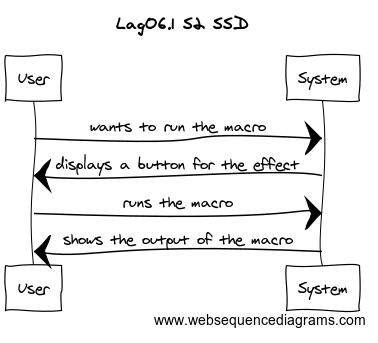 Lag06.1 S2 SSD
User
System
wants to run the macro
displays a button for the effect
runs the macro
shows the output of the macro
User
System
www.websequencediagrams.com